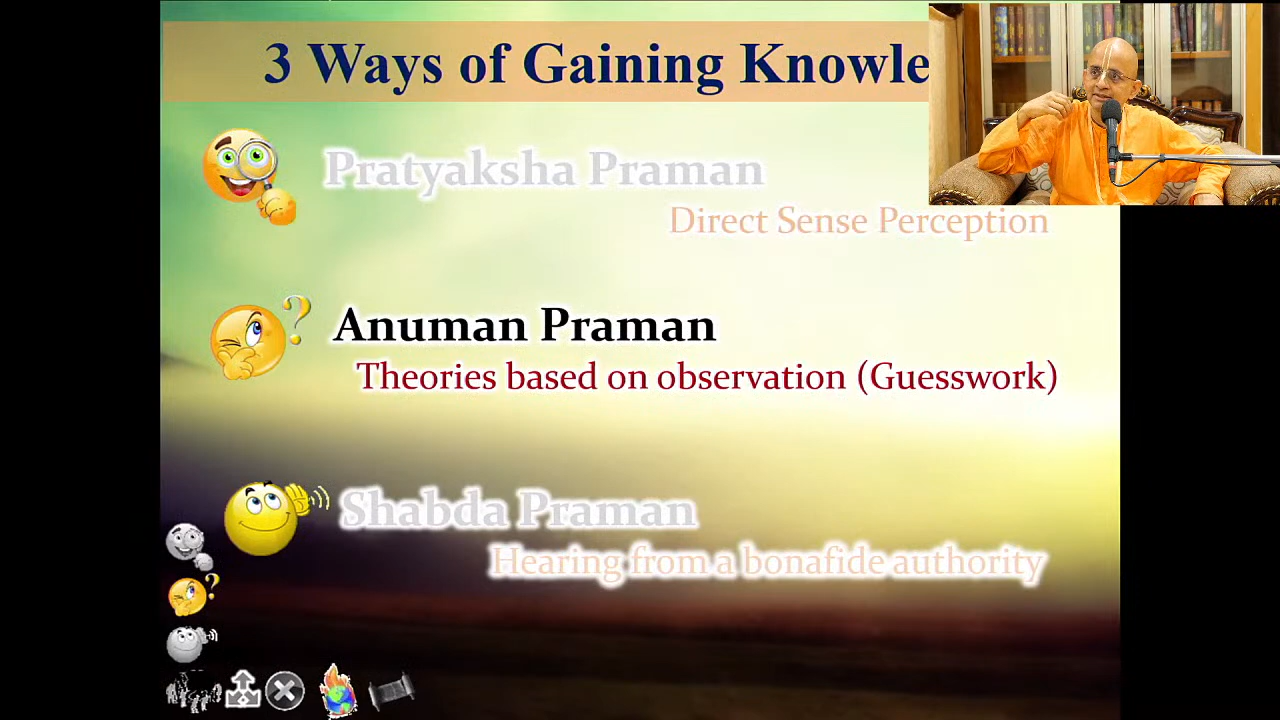 3 Ways of Gaining Knowle
Pratyaksha Praman
Direct Sense Perception
Anuman Praman
Theories based on observation (Guesswork)
Shabda Praman
Hearing from a bonafide authority